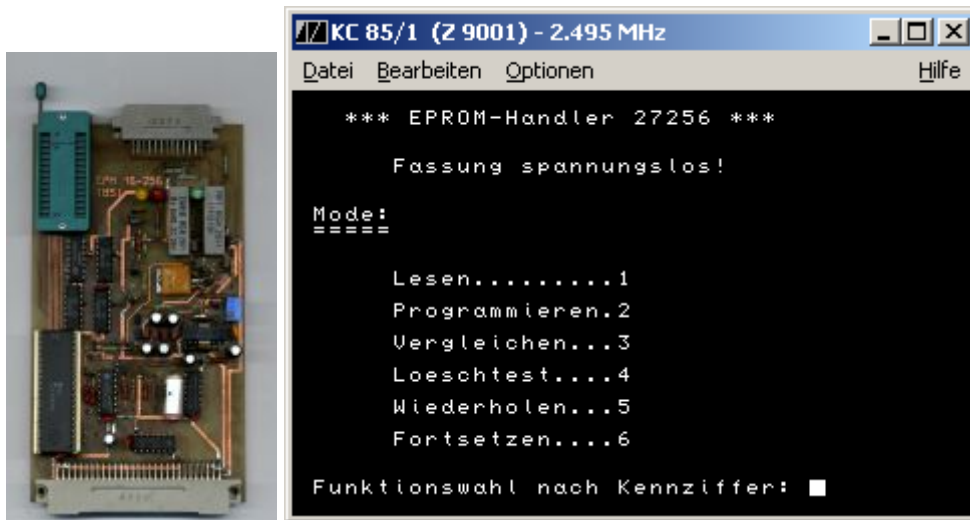 KC 85/1 (Z 9001) - 2.495 MHz
Datei Bearbeiten Optionen Hilfe
*** EPROM-Handler 27256 ***
Fassung spannungslos!
Mode:
=====
Lesen.........1
Programmieren.2
Vergleichen...3
Loeschtest....4
Wiederholen...5
Fortsetzen....6
Funktionswahl nach Kennziffer: